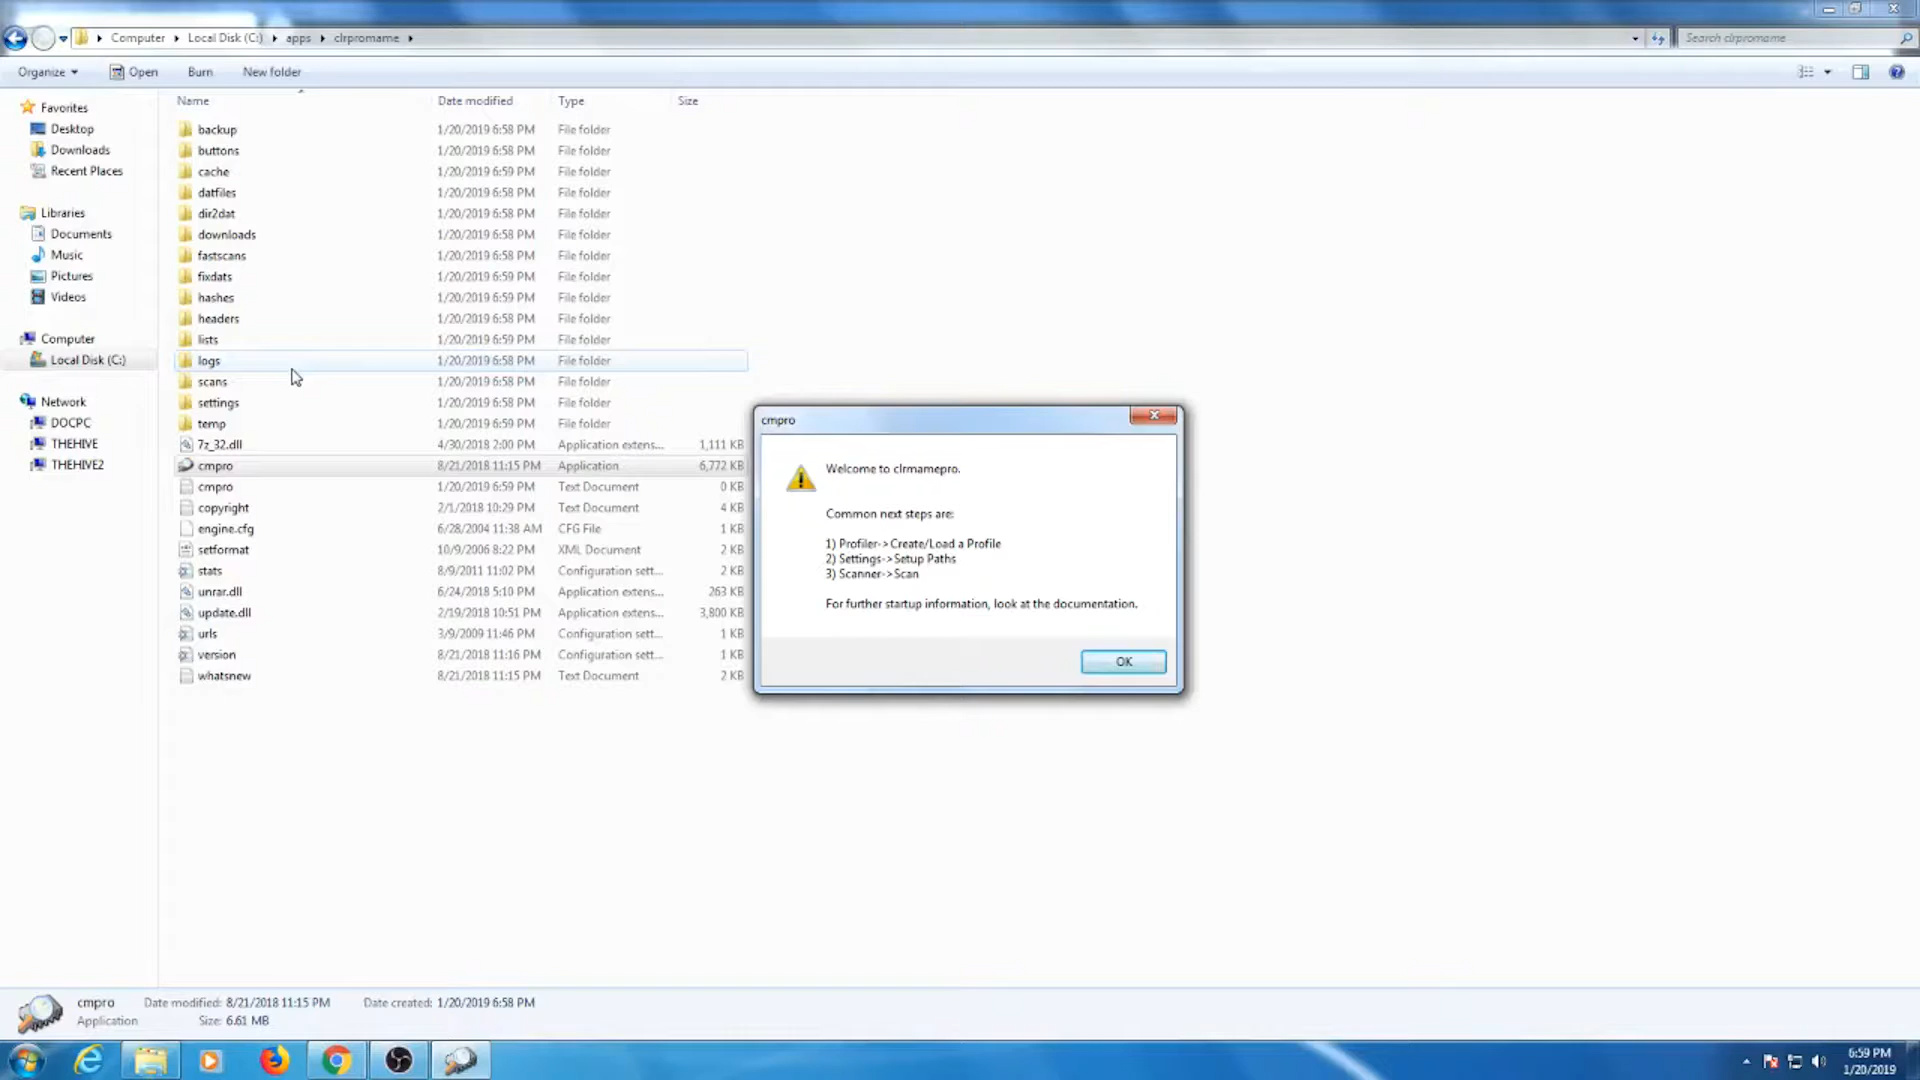 Computer Local Disk (C:) apps clrpromame
Search clrpromame
Organize Open Burn New folder
Favorites
Desktop
Downloads
Recent Places
Libraries
Documents
Music
Pictures
Videos
Computer
Local Disk (C:)
Network
DOCPC
THEHIVE
THEHIVE2
Name Date modified Type Size
backup 1/20/2019 6:58 PM File folder
buttons 1/20/2019 6:58 PM File folder
cache 1/20/2019 6:58 PM File folder
datfiles 1/20/2019 6:58 PM File folder
dir2dat 1/20/2019 6:58 PM File folder
downloads 1/20/2019 6:58 PM File folder
fastscans 1/20/2019 6:58 PM File folder
fixdats 1/20/2019 6:59 PM File folder
hashes 1/20/2019 6:59 PM File folder
headers 1/20/2019 6:58 PM File folder
lists 1/20/2019 6:59 PM File folder
logs 1/20/2019 6:58 PM File folder
scans 1/20/2019 6:58 PM File folder
settings 1/20/2019 6:58 PM File folder
temp 1/20/2019 6:59 PM File folder
7z_32.dll 4/30/2018 2:00 PM Application extens... 1,111 KB
cmpro 8/21/2018 11:15 PM Application 6,772 KB
cmpro 1/20/2019 6:59 PM Text Document 0 KB
copyright 2/1/2018 10:29 PM Text Document 4 KB
engine.cfg 6/28/2004 11:38 AM CFG File 1 KB
setformat 10/9/2006 8:22 PM XML Document 2 KB
stats 8/9/2011 11:02 PM Configuration sett... 2 KB
unrar.dll 6/24/2018 5:10 PM Application extens... 263 KB
update.dll 2/19/2018 10:51 PM Application extens... 3,800 KB
urls 3/9/2009 11:46 PM Configuration sett... 1 KB
version 8/21/2018 11:16 PM Configuration sett... 1 KB
whatsnew 8/21/2018 11:15 PM Text Document 2 KB
cmpro
Welcome to clrmamepro.
Common next steps are:
1) Profiler->Create/Load a Profile
2) Settings->Setup Paths
3) Scanner->Scan
For further startup information, look at the documentation.
OK
cmpro Date modified: 8/21/2018 11:15 PM Date created: 1/20/2019 6:58 PM
Application Size: 6.61 MB
6:59 PM
1/20/2019